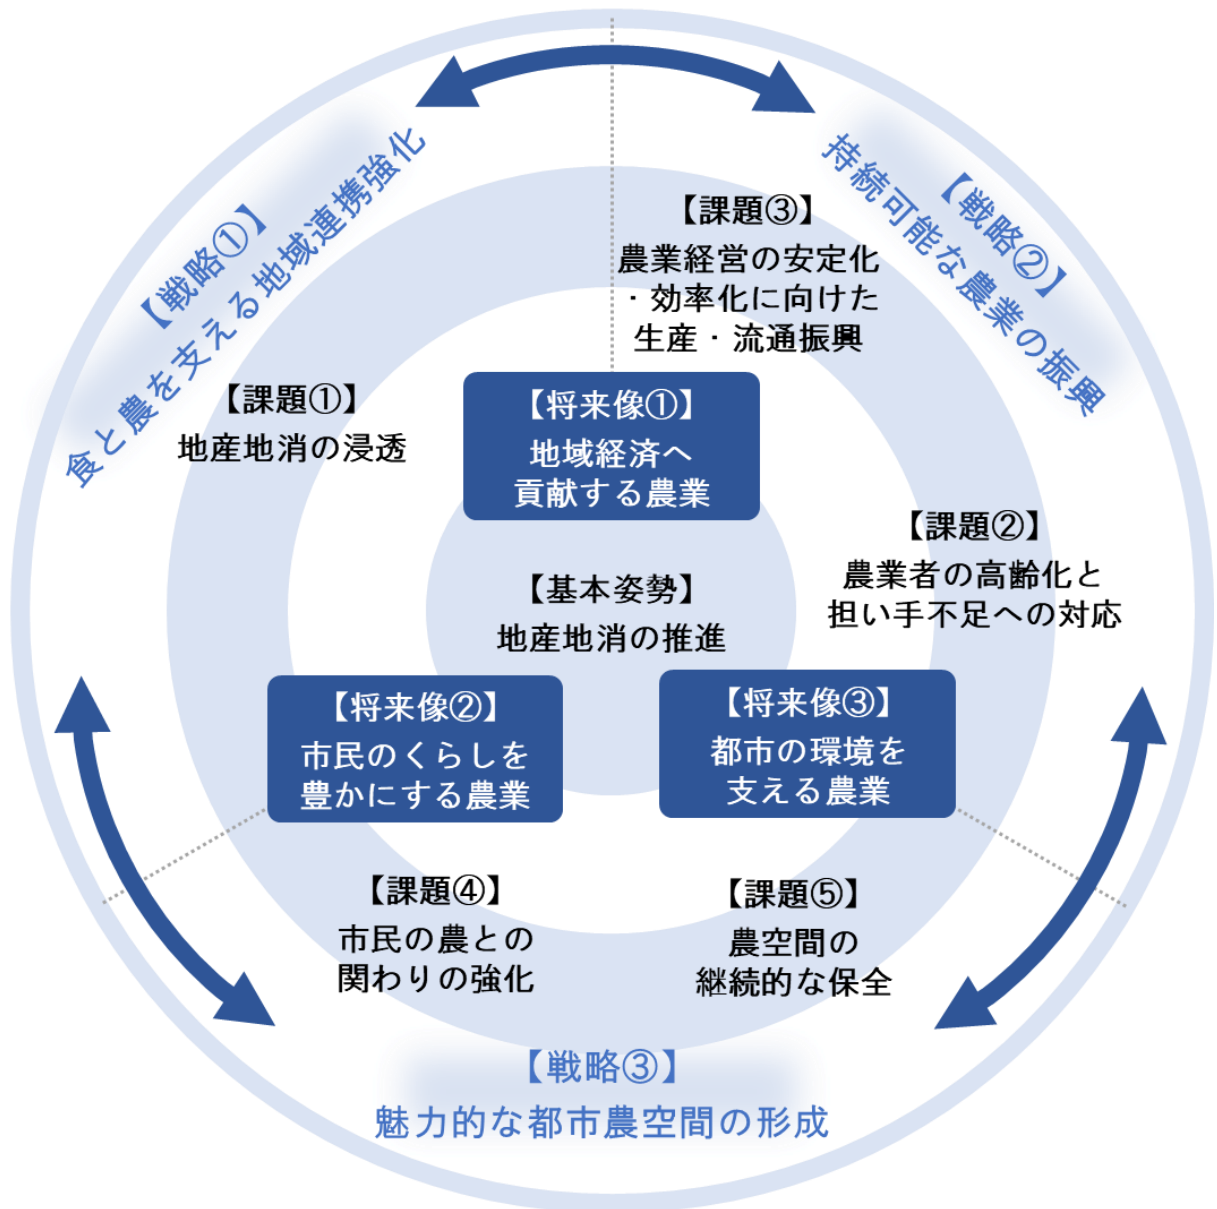 【戦略①】
食と農を支える地域連携強化
【戦略②】
持続可能な農業の振興
【課題③】
農業経営の安定化
・効率化に向けた
生産・流通振興
【課題①】
地産地消の浸透
【将来像①】
地域経済へ
貢献する農業
【課題②】
農業者の高齢化と
担い手不足への対応
【基本姿勢】
地産地消の推進
【将来像②】
市民のくらしを
豊かにする農業
【将来像③】
都市の環境を
支える農業
【課題④】
市民の農との
関わりの強化
【課題⑤】
農空間の
継続的な保全
【戦略③】
魅力的な都市農空間の形成